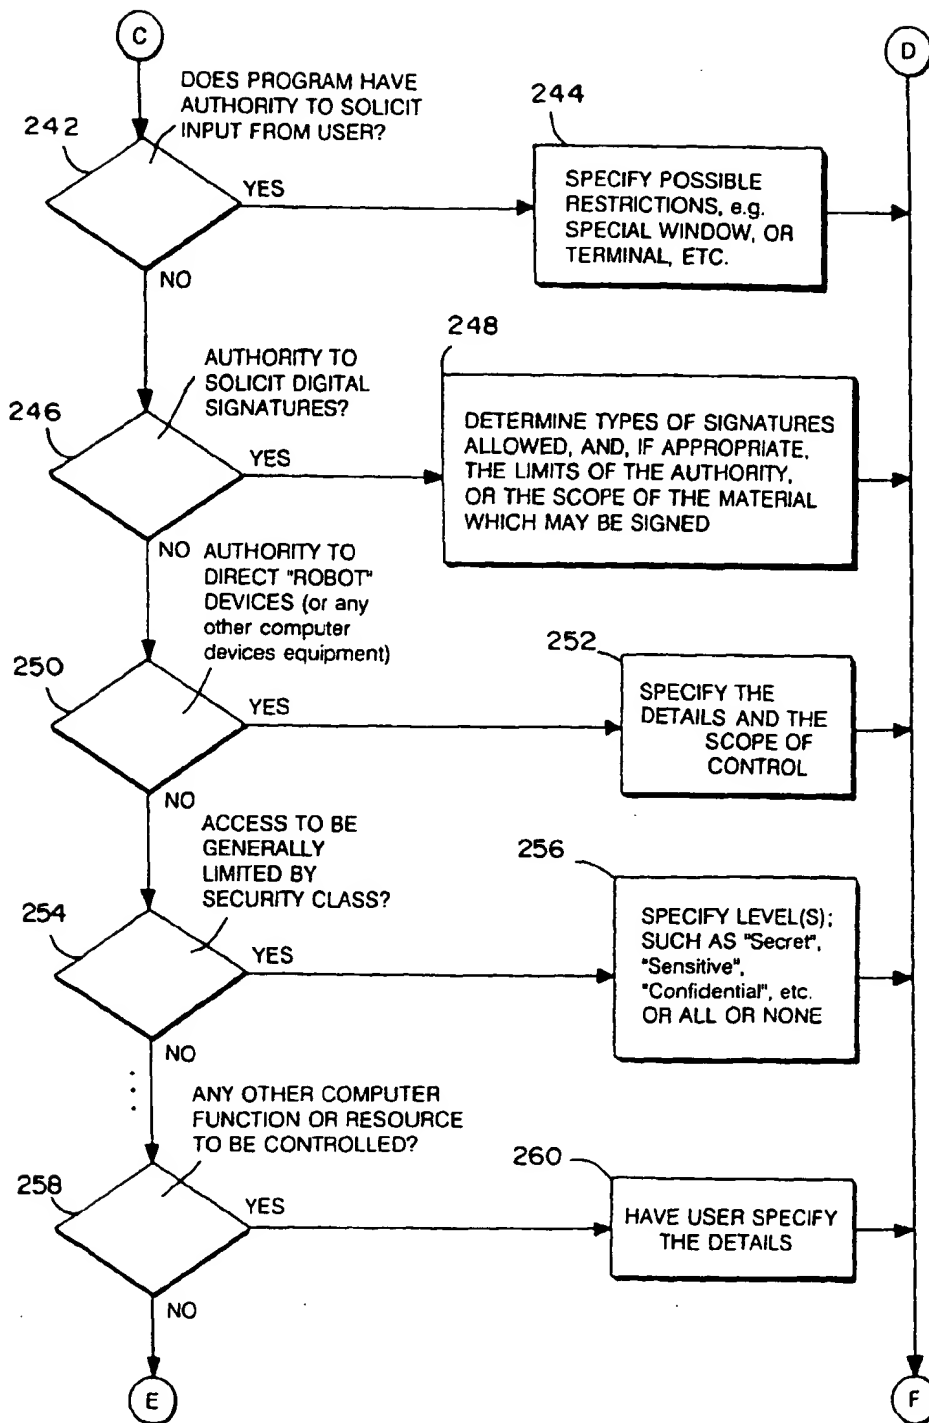 C
D
DOES PROGRAM HAVE
AUTHORITY TO SOLICIT
INPUT FROM USER?
242
YES
NO
244
SPECIFY POSSIBLE
RESTRICTIONS, e.g.
SPECIAL WINDOW, OR
TERMINAL, ETC.
AUTHORITY TO
SOLICIT DIGITAL
SIGNATURES?
246
YES
NO
248
DETERMINE TYPES OF SIGNATURES
ALLOWED, AND, IF APPROPRIATE,
THE LIMITS OF THE AUTHORITY,
OR THE SCOPE OF THE MATERIAL
WHICH MAY BE SIGNED
AUTHORITY TO
DIRECT "ROBOT"
DEVICES (or any
other computer
devices equipment)
250
YES
NO
252
SPECIFY THE
DETAILS AND THE
SCOPE OF
CONTROL
ACCESS TO BE
GENERALLY
LIMITED BY
SECURITY CLASS?
254
YES
NO
256
SPECIFY LEVEL(S);
SUCH AS "Secret",
"Sensitive",
"Confidential", etc.
OR ALL OR NONE
ANY OTHER COMPUTER
FUNCTION OR RESOURCE
TO BE CONTROLLED?
258
YES
NO
260
HAVE USER SPECIFY
THE DETAILS
E
F